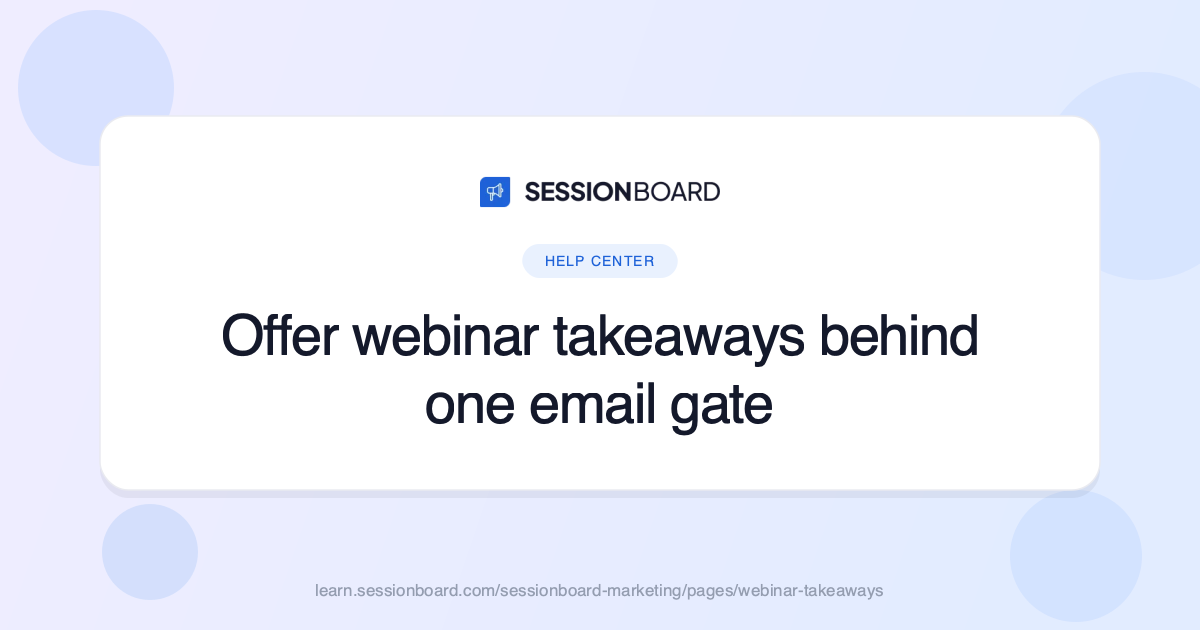 SESSIONBOARD
HELP CENTER
Offer webinar takeaways behind
one email gate
learn.sessionboard.com/sessionboard-marketing/pages/webinar-takeaways